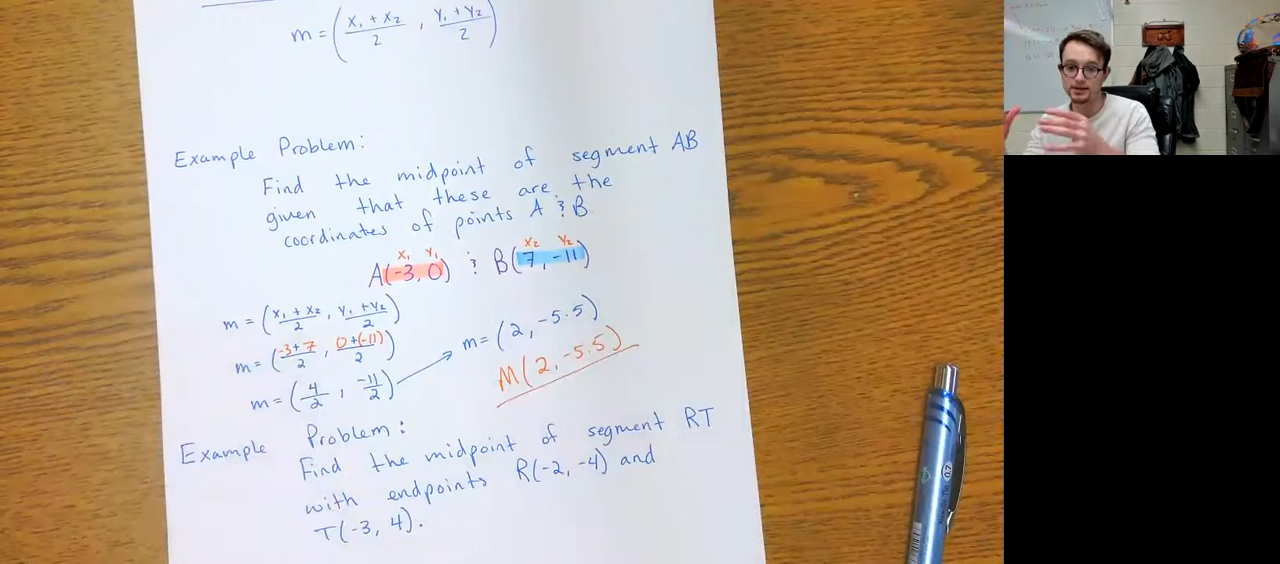 m = (x₁ + x₂ / 2 , y₁ + y₂ / 2)
Example Problem:
Find the midpoint of segment AB
given that these are the
coordinates of points A & B.
x₁ y₁ x₂ y₂
A(-3, 0) & B(7, -11)
m = (x₁ + x₂ / 2 , y₁ + y₂ / 2)
m = (-3+7 / 2 , 0+(-11) / 2)
m = (4 / 2 , -11 / 2)
m = (2, -5.5)
M(2, -5.5)
Example Problem:
Find the midpoint of segment RT
with endpoints R(-2, -4) and
T(-3, 4).
0.7